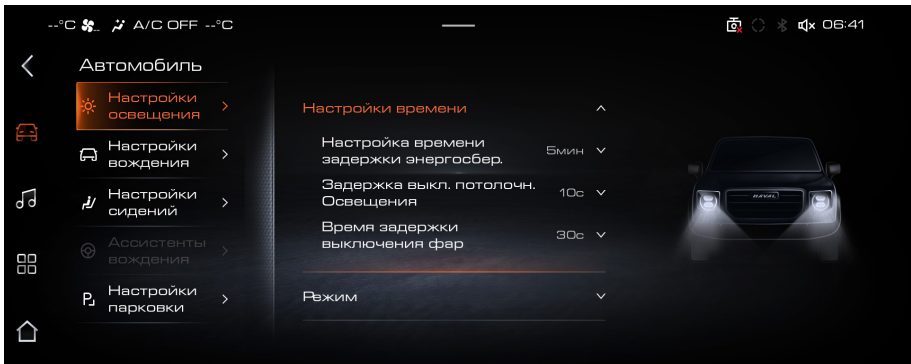 --°C A/C OFF --°C
06:41
Автомобиль
Настройки
освещения
Настройки
вождения
Настройки
сидений
Ассистенты
вождения
Настройки
парковки
Настройки времени
Настройка времени
задержки энергосбер.
5мин
Задержка выкл. потолочн.
Освещения
10с
Время задержки
выключения фар
30с
Режим
HAVAL